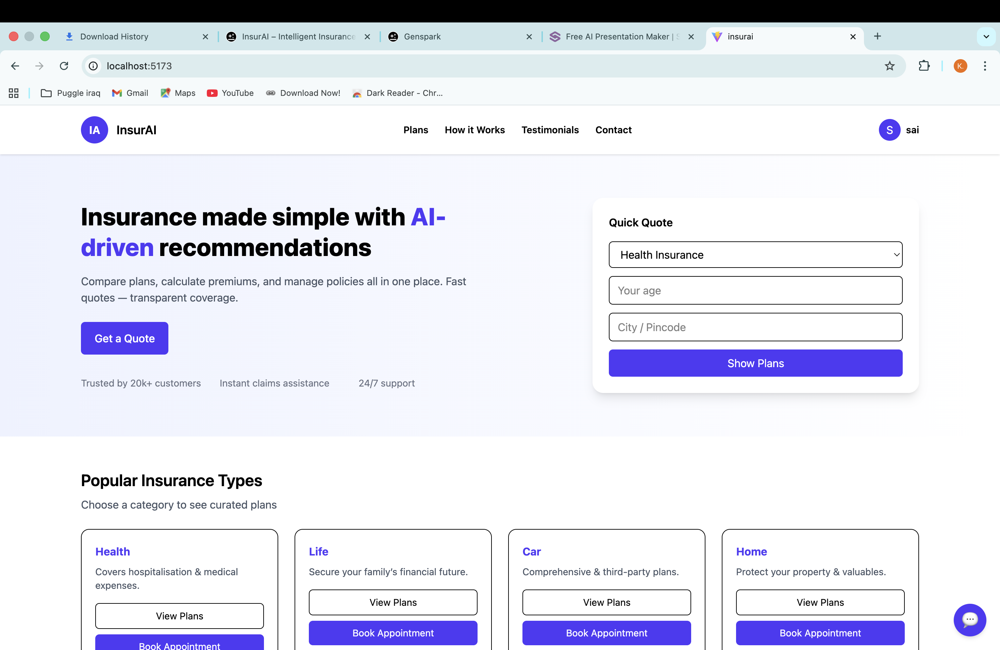 Download History
InsurAI – Intelligent Insurance
Genspark
Free AI Presentation Maker |
insurai
localhost:5173
K.
Puggle iraq
Gmail
Maps
YouTube
Download Now!
Dark Reader - Chr...
IA
InsurAI
Plans
How it Works
Testimonials
Contact
S
sai
Insurance made simple with AI-
driven recommendations
Compare plans, calculate premiums, and manage policies all in one place. Fast
quotes — transparent coverage.
Get a Quote
Trusted by 20k+ customers
Instant claims assistance
24/7 support
Quick Quote
Health Insurance
Your age
City / Pincode
Show Plans
Popular Insurance Types
Choose a category to see curated plans
Health
Covers hospitalisation & medical
expenses.
View Plans
Book Appointment
Life
Secure your family’s financial future.
View Plans
Book Appointment
Car
Comprehensive & third-party plans.
View Plans
Book Appointment
Home
Protect your property & valuables.
View Plans
Book Appointment